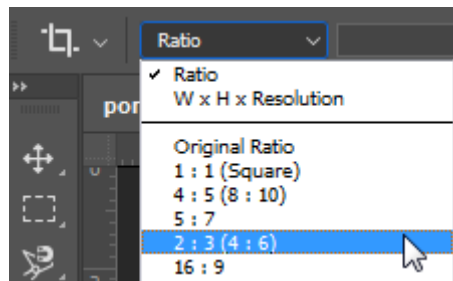 Ratio
Ratio
W x H x Resolution
por
Original Ratio
1 : 1 (Square)
4 : 5 (8 : 10)
5 : 7
2 : 3 (4 : 6)
16 : 9